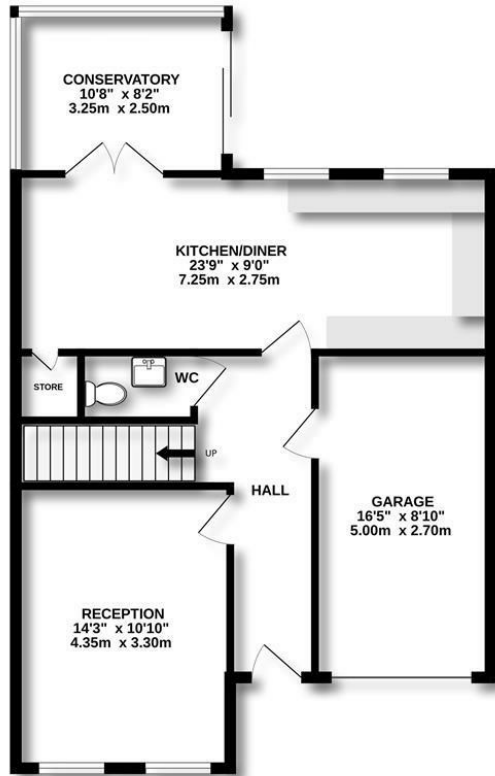 CONSERVATORY
10'8" x 8'2"
3.25m x 2.50m
KITCHEN/DINER
23'9" x 9'0"
7.25m x 2.75m
STORE
WC
UP
HALL
GARAGE
16'5" x 8'10"
5.00m x 2.70m
RECEPTION
14'3" x 10'10"
4.35m x 3.30m